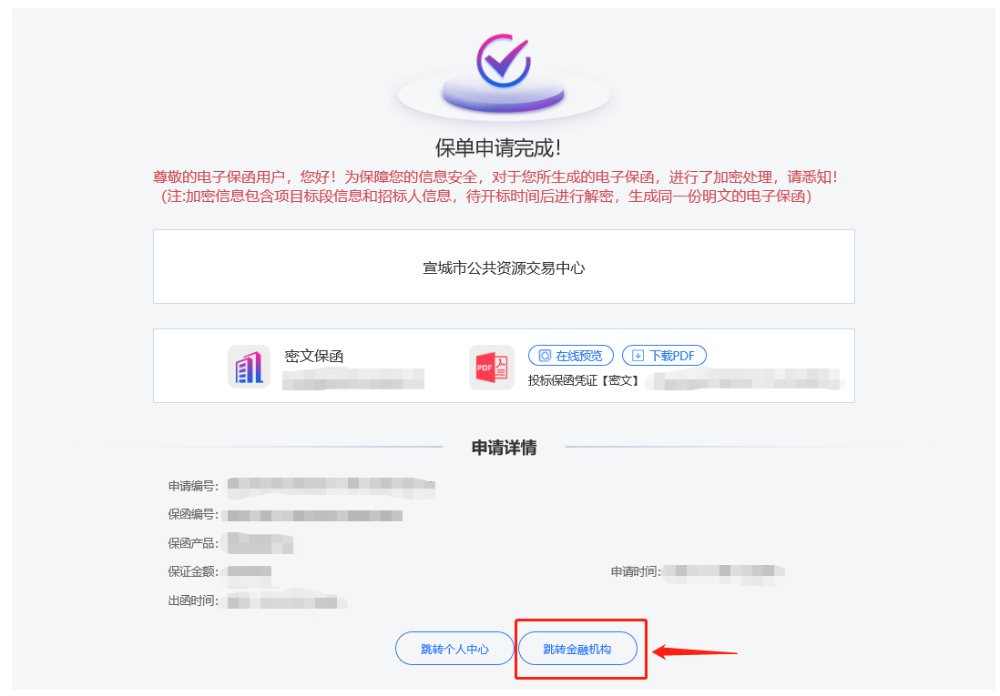 保单申请完成！
尊敬的电子保函用户，您好！为保障您的信息安全，对于您所生成的电子保函，进行了加密处理，请悉知！
（注:加密信息包含项目标段信息和招标人信息，待开标时间后进行解密，生成同一份明文的电子保函）
宣城市公共资源交易中心
密文保函
PDF
在线预览
下载PDF
投标保函凭证【密文】
申请详情
申请编号:
保函编号:
保函产品:
保证金额:
申请时间:
出函时间:
跳转个人中心
跳转金融机构